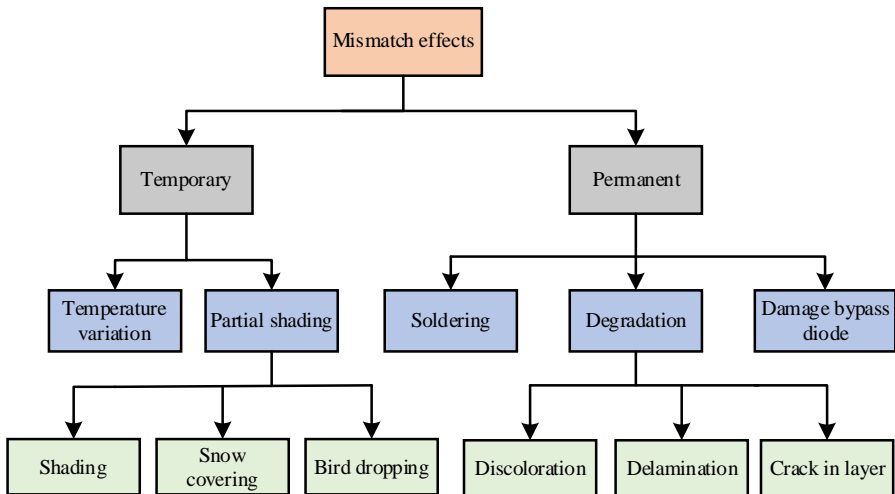 Mismatch effects
Temporary
Permanent
Temperature
variation
Partial shading
Soldering
Degradation
Damage bypass
diode
Shading
Snow
covering
Bird dropping
Discoloration
Delamination
Crack in layer